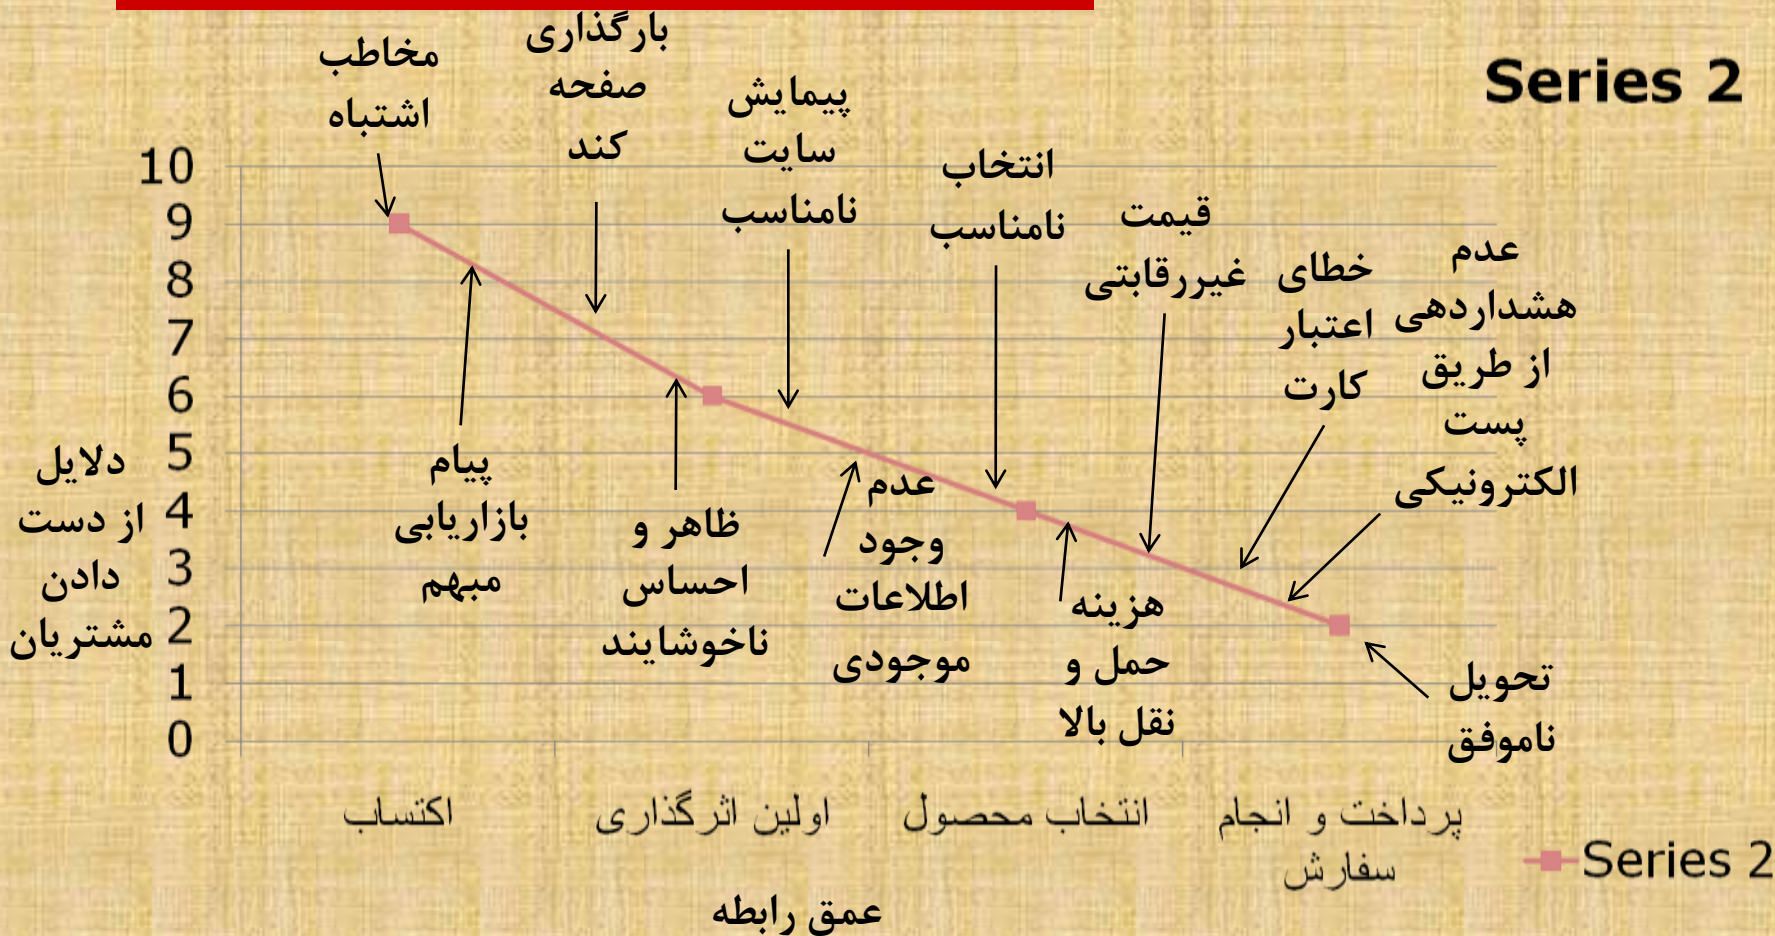 Series 2
مخاطب
اشتباه
بارگذاری
صفحه
کند
پیمایش
سایت
نامناسب
انتخاب
نامناسب
قیمت
غیررقابتی
خطای
اعتبار
کارت
عدم
هشداردهی
از طریق
پست
الکترونیکی
10
9
8
7
6
5
4
3
2
1
0
دلایل
از دست
دادن
مشتریان
پیام
بازاریابی
مبهم
ظاهر و
احساس
ناخوشایند
عدم
وجود
اطلاعات
موجودی
هزینه
حمل و
نقل بالا
تحویل
ناموفق
اکتساب
اولین اثرگذاری
انتخاب محصول
پرداخت و انجام
سفارش
Series 2
عمق رابطه